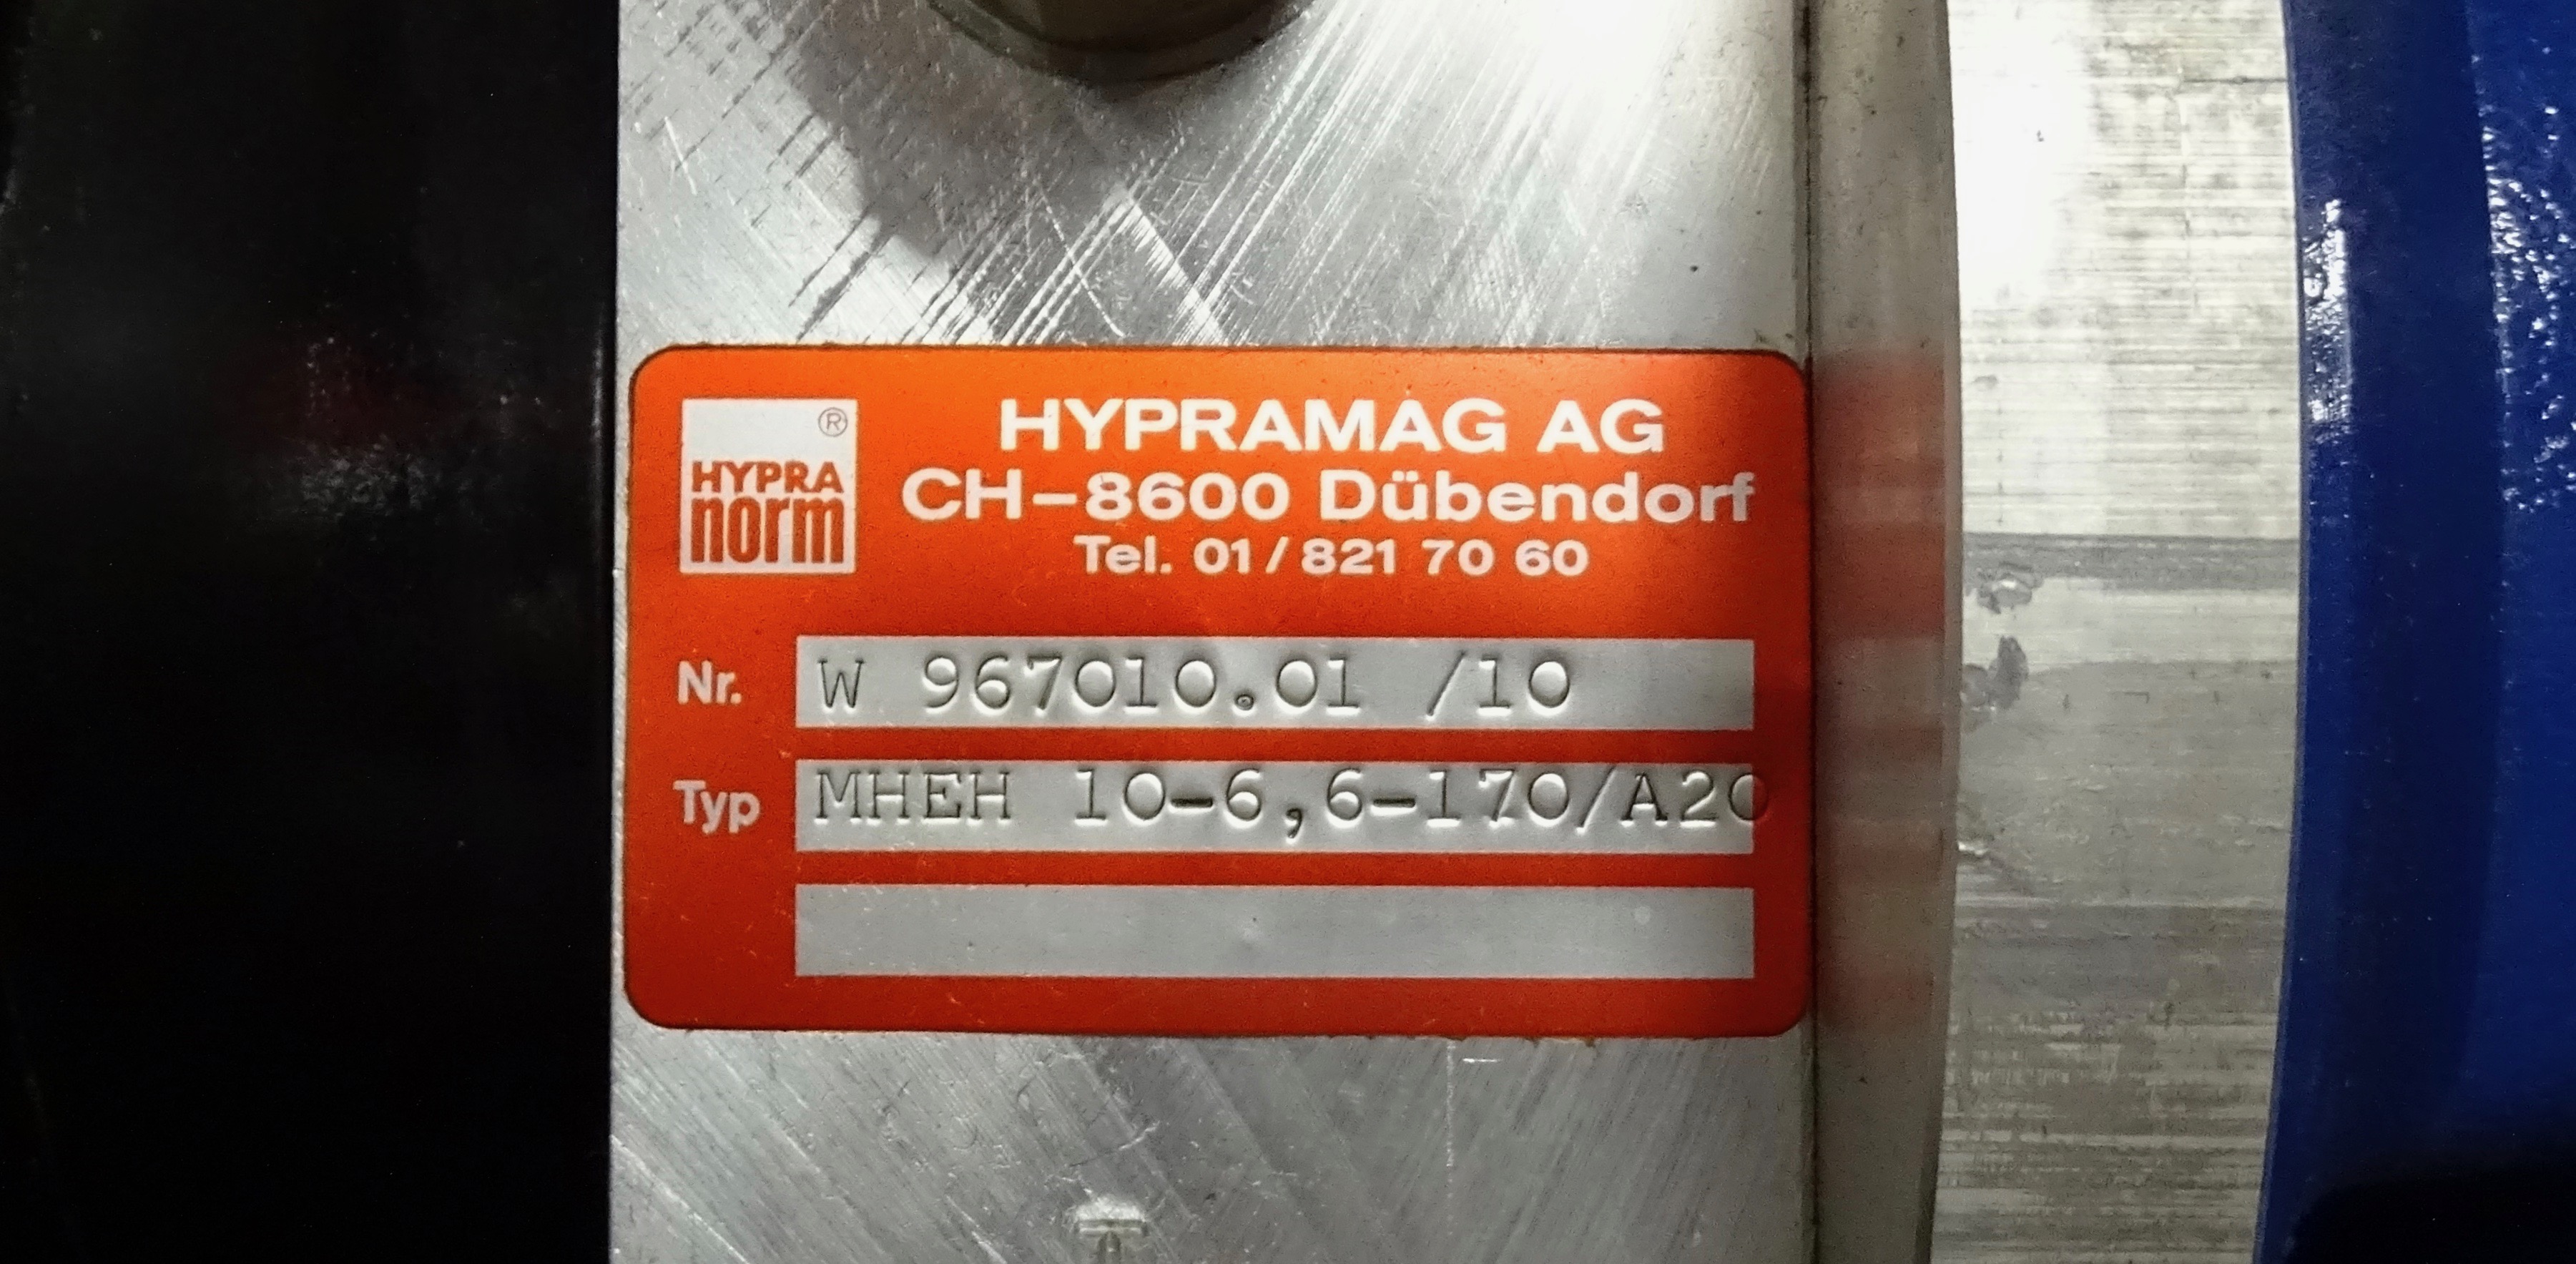 ®
HYPRA
norm
HYPRAMAG AG
CH-8600 Dübendorf
Tel. 01/821 70 60
Nr. W 967010.01 /10
Typ MHEH 10-6,6-170/A20
T